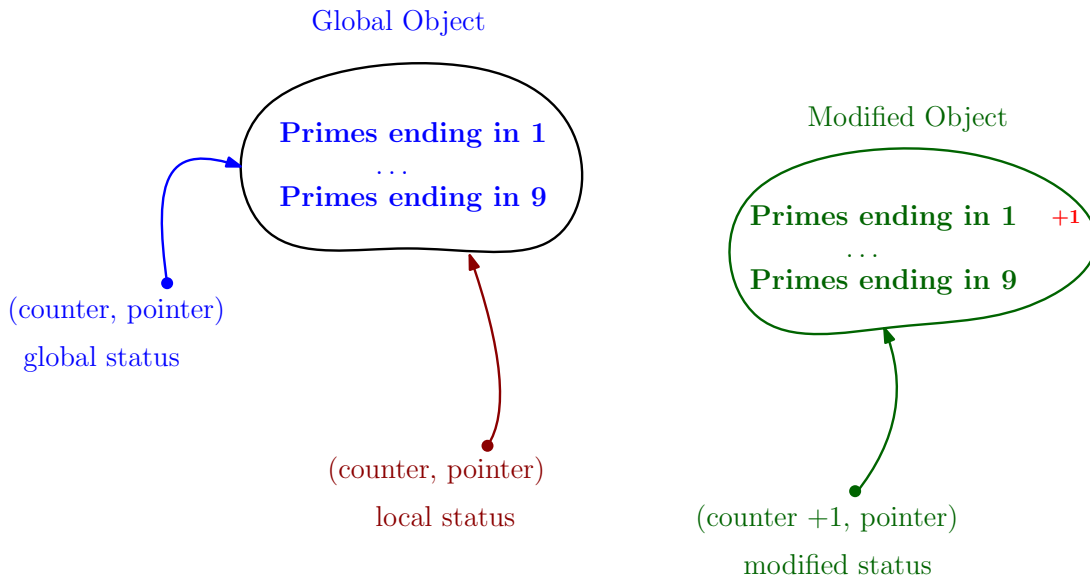 Global Object
Primes ending in 1
...
Primes ending in 9
(counter, pointer)
global status
(counter, pointer)
local status
Modified Object
Primes ending in 1 +1
...
Primes ending in 9
(counter +1, pointer)
modified status